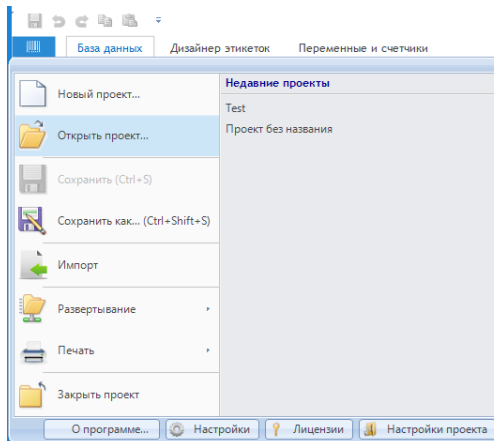 База данных Дизайнер этикеток Переменные и счетчики
Новый проект...
Открыть проект...
Сохранить (Ctrl+S)
Сохранить как... (Ctrl+Shift+S)
Импорт
Развертывание
Печать
Закрыть проект
Недавние проекты
Test
Проект без названия
О программе... Настройки Лицензии Настройки проекта